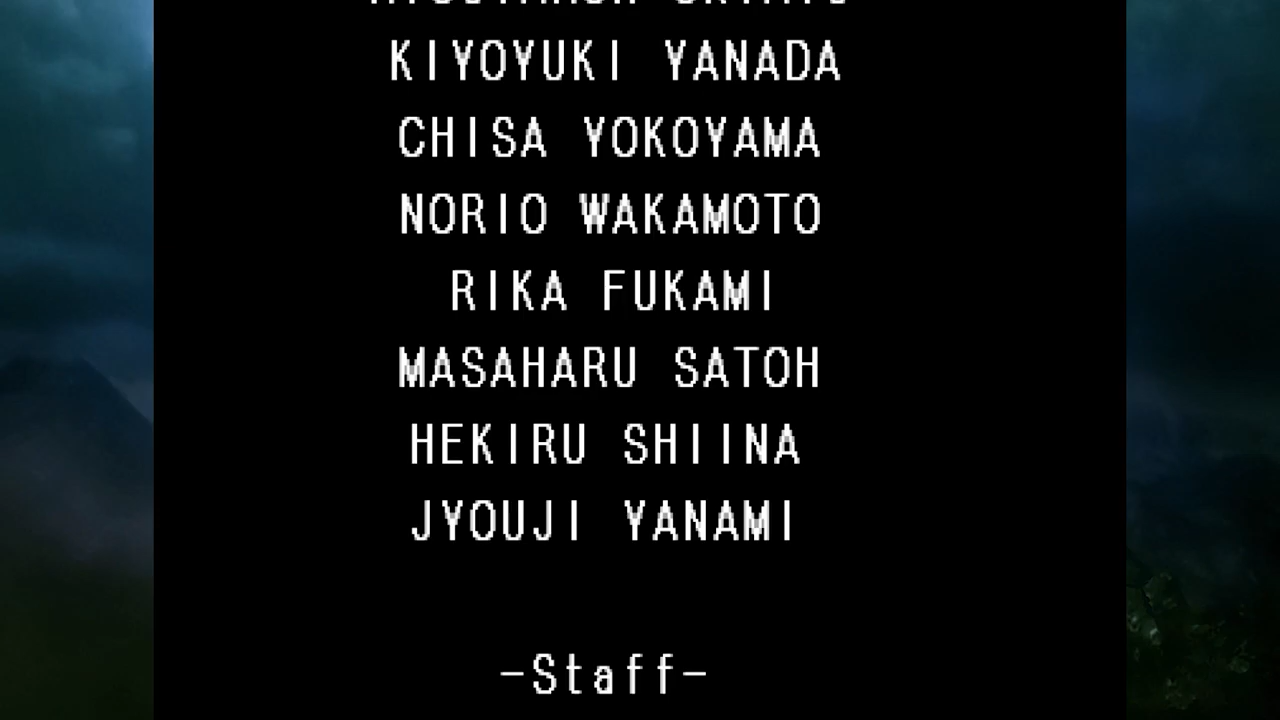 KIYOYUKI YANADA
CHISA YOKOYAMA
NORIO WAKAMOTO
RIKA FUKAMI
MASAHARU SATOH
HEKIRU SHIINA
JYOUJI YANAMI
-Staff-